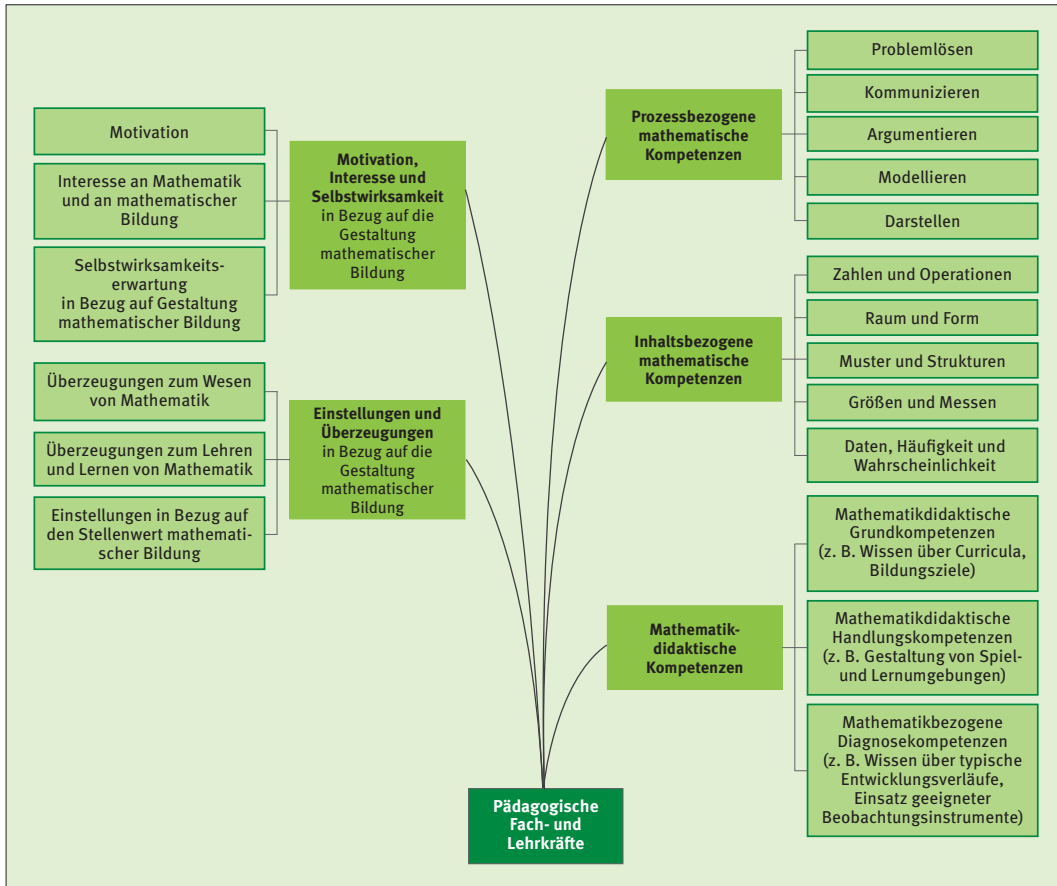 Motivation
Interesse an Mathematik
und an mathematischer
Bildung
Selbstwirksamkeits-
erwartung
in Bezug auf Gestaltung
mathematischer Bildung
Motivation,
Interesse und
Selbstwirksamkeit
in Bezug auf die
Gestaltung
mathematischer
Bildung
Überzeugungen zum Wesen
von Mathematik
Überzeugungen zum Lehren
und Lernen von Mathematik
Einstellungen in Bezug auf
den Stellenwert mathemati-
scher Bildung
Einstellungen und
Überzeugungen
in Bezug auf die
Gestaltung
mathematischer
Bildung
Prozessbezogene
mathematische
Kompetenzen
Problemlösen
Kommunizieren
Argumentieren
Modellieren
Darstellen
Inhaltsbezogene
mathematische
Kompetenzen
Zahlen und Operationen
Raum und Form
Muster und Strukturen
Größen und Messen
Daten, Häufigkeit und
Wahrscheinlichkeit
Mathematik-
didaktische
Kompetenzen
Mathematikdidaktische
Grundkompetenzen
(z. B. Wissen über Curricula,
Bildungsziele)
Mathematikdidaktische
Handlungskompetenzen
(z. B. Gestaltung von Spiel-
und Lernumgebungen)
Mathematikbezogene
Diagnosekompetenzen
(z. B. Wissen über typische
Entwicklungsverläufe,
Einsatz geeigneter
Beobachtungsinstrumente)
Pädagogische
Fach- und
Lehrkräfte